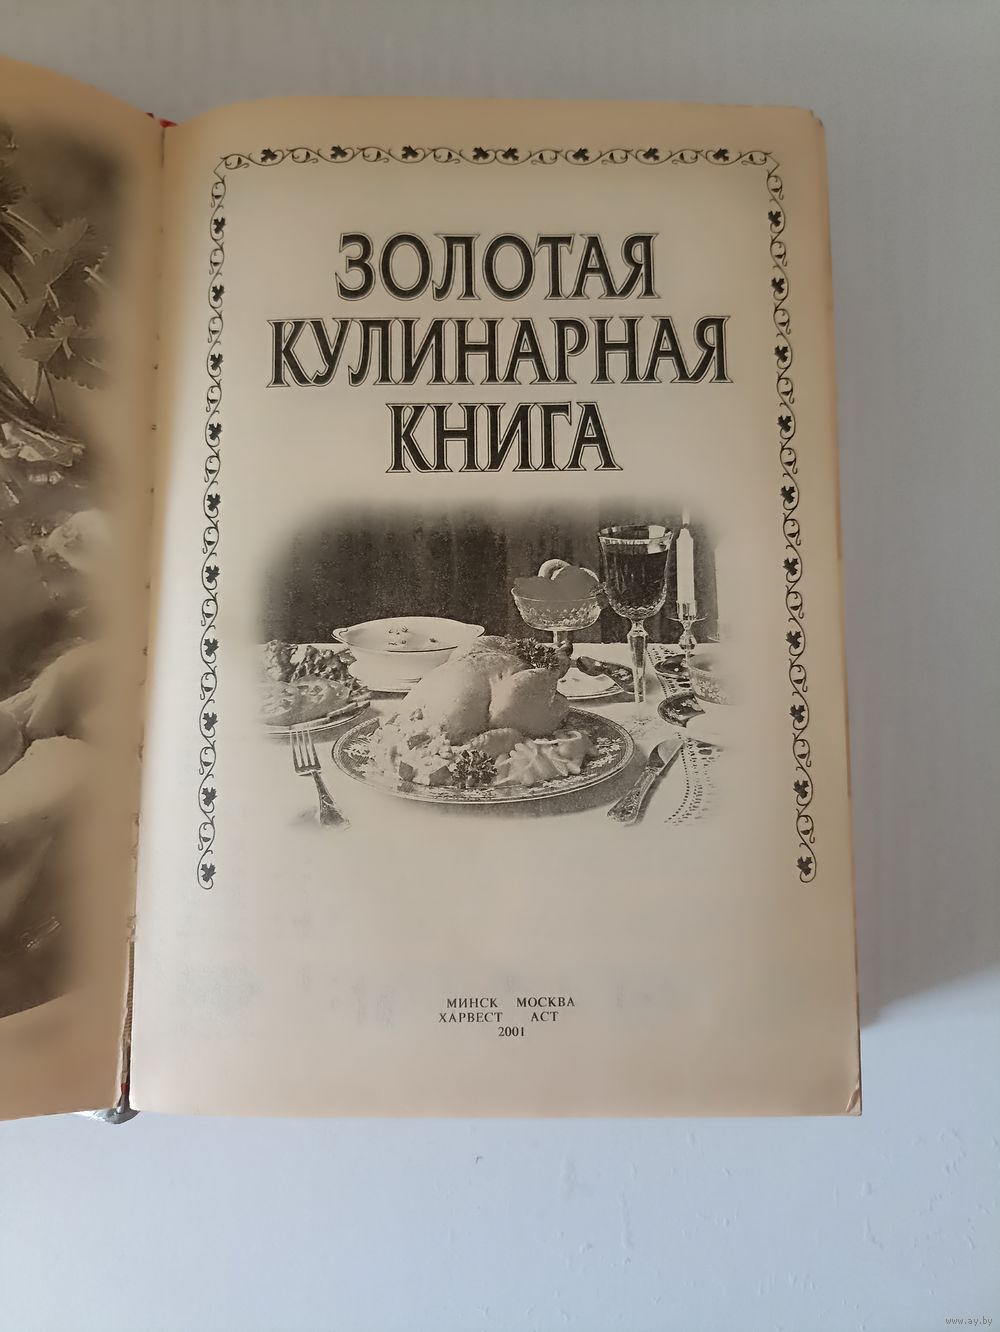 ЗОЛОТАЯ
КУЛИНАРНАЯ
КНИГА
МИНСК МОСКВА
ХАРВЕСТ АСТ
2001
www.ay.by